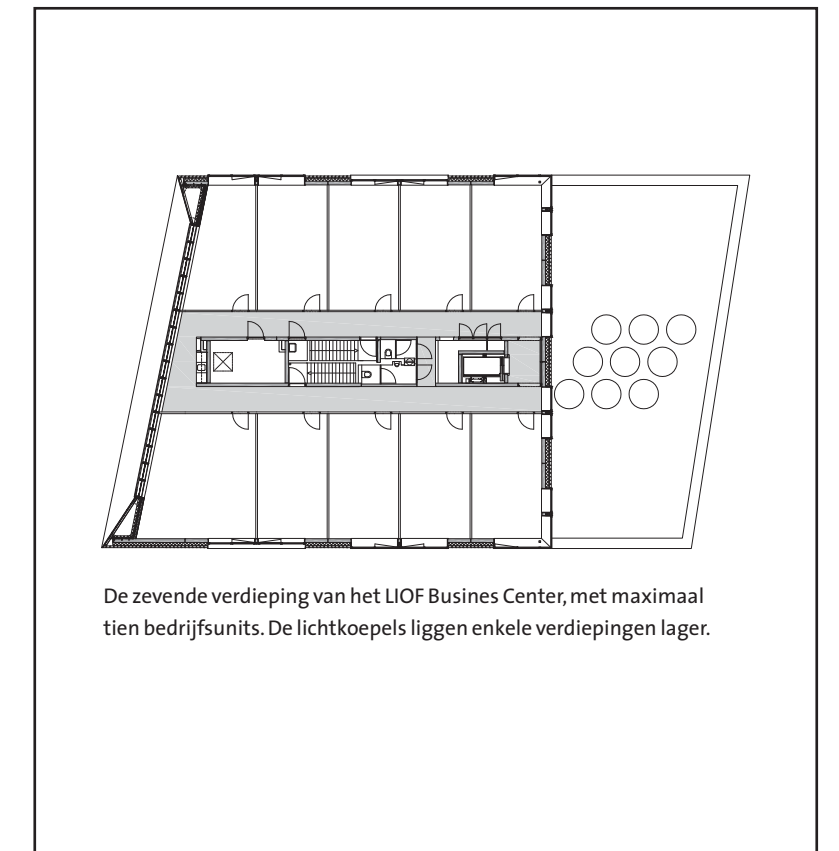 De zevende verdieping van het LIOF Busines Center, met maximaal
tien bedrijfsunits. De lichtkoepels liggen enkele verdiepingen lager.